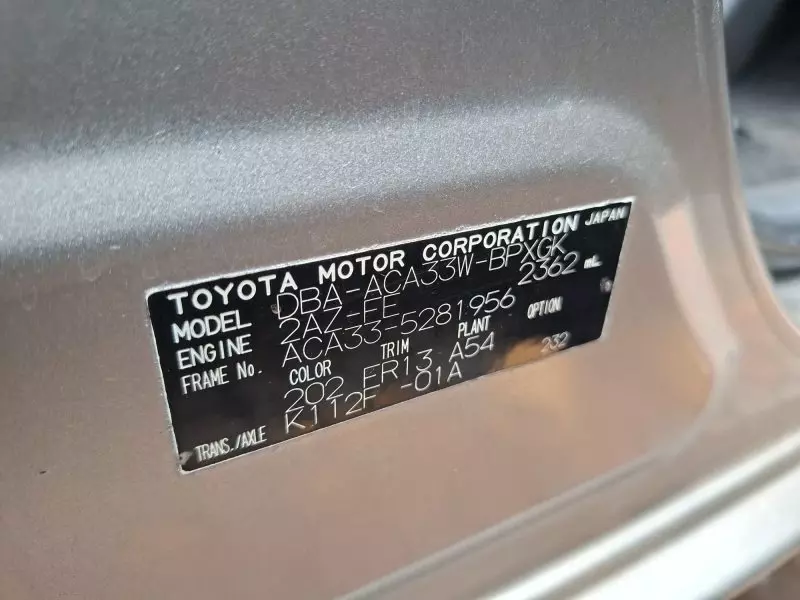 TOYOTA MOTOR CORPORATION JAPAN
MODEL DBA-ACA33W-BPXGK
ENGINE 2AZ-FE 2362 mL
FRAME No. ACA33-5281956
COLOR TRIM PLANT OPTION
202 FR13 A54 232
TRANS./AXLE K112F -01A